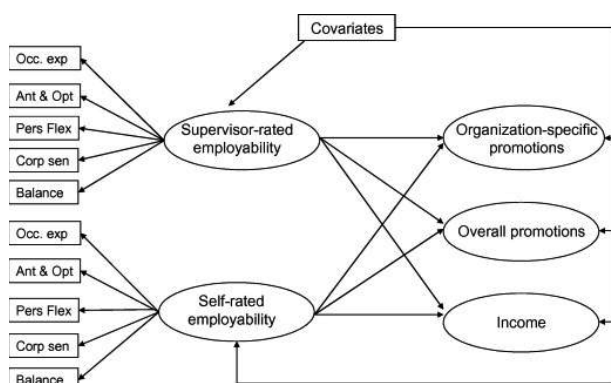 Covariates
Occ. exp
Ant & Opt
Pers Flex
Corp sen
Balance
Supervisor-rated
employability
Organization-specific
promotions
Overall promotions
Occ. exp
Ant & Opt
Pers Flex
Corp sen
Balance
Self-rated
employability
Income